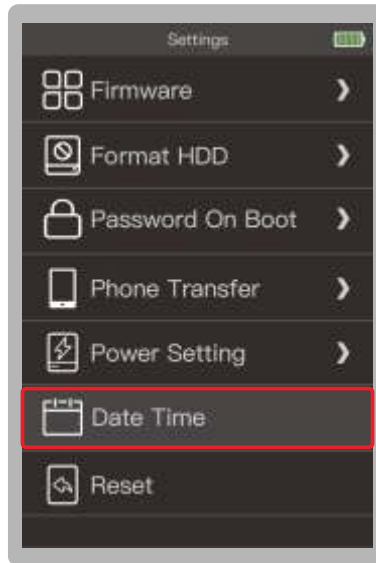 Settings
Firmware
Format HDD
Password On Boot
Phone Transfer
Power Setting
Date Time
Reset